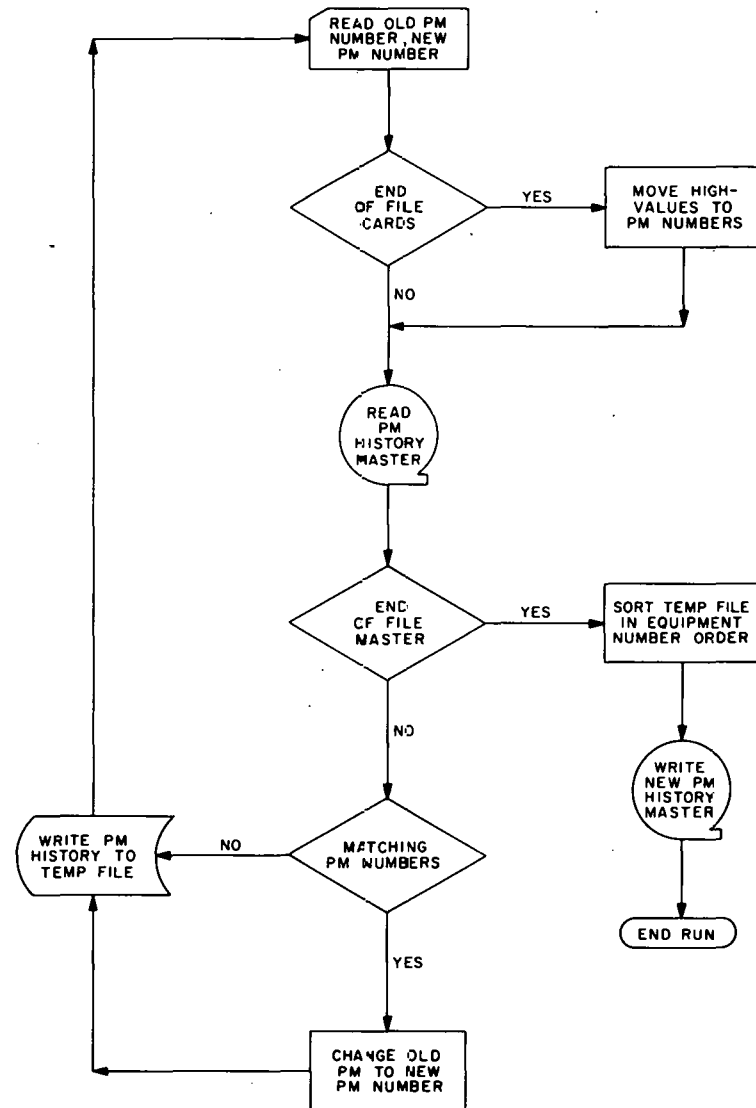 READ OLD PM
NUMBER, NEW
PM NUMBER
END
OF FILE
CARDS
YES
MOVE HIGH-
VALUES TO
PM NUMBERS
NO
READ
PM
HISTORY
MASTER
END
CF FILE
MASTER
YES
SORT TEMP FILE
IN EQUIPMENT
NUMBER ORDER
NO
WRITE
NEW PM
HISTORY
MASTER
WRITE PM
HISTORY TO
TEMP FILE
NO
MATCHING
PM NUMBERS
END RUN
YES
CHANGE OLD
PM TO NEW
PM NUMBER